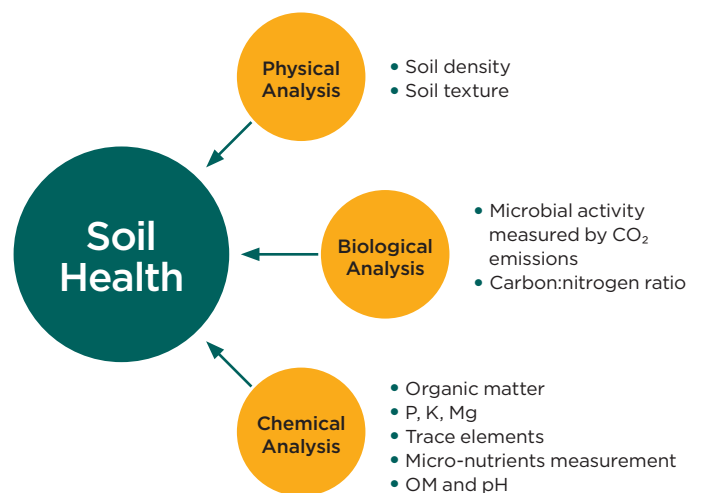 Physical
Analysis
• Soil density
• Soil texture
Soil
Health
Biological
Analysis
• Microbial activity
measured by CO₂
emissions
• Carbon:nitrogen ratio
Chemical
Analysis
• Organic matter
• P, K, Mg
• Trace elements
• Micro-nutrients measurement
• OM and pH